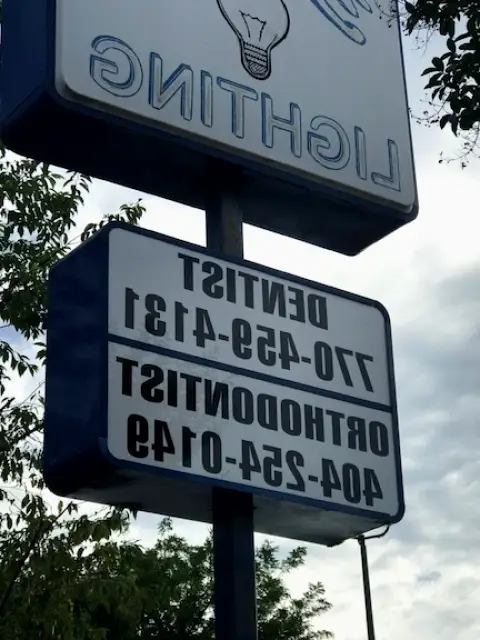 LIGHTING
DENTIST
770-459-4131
ORTHODONTIST
404-254-0149